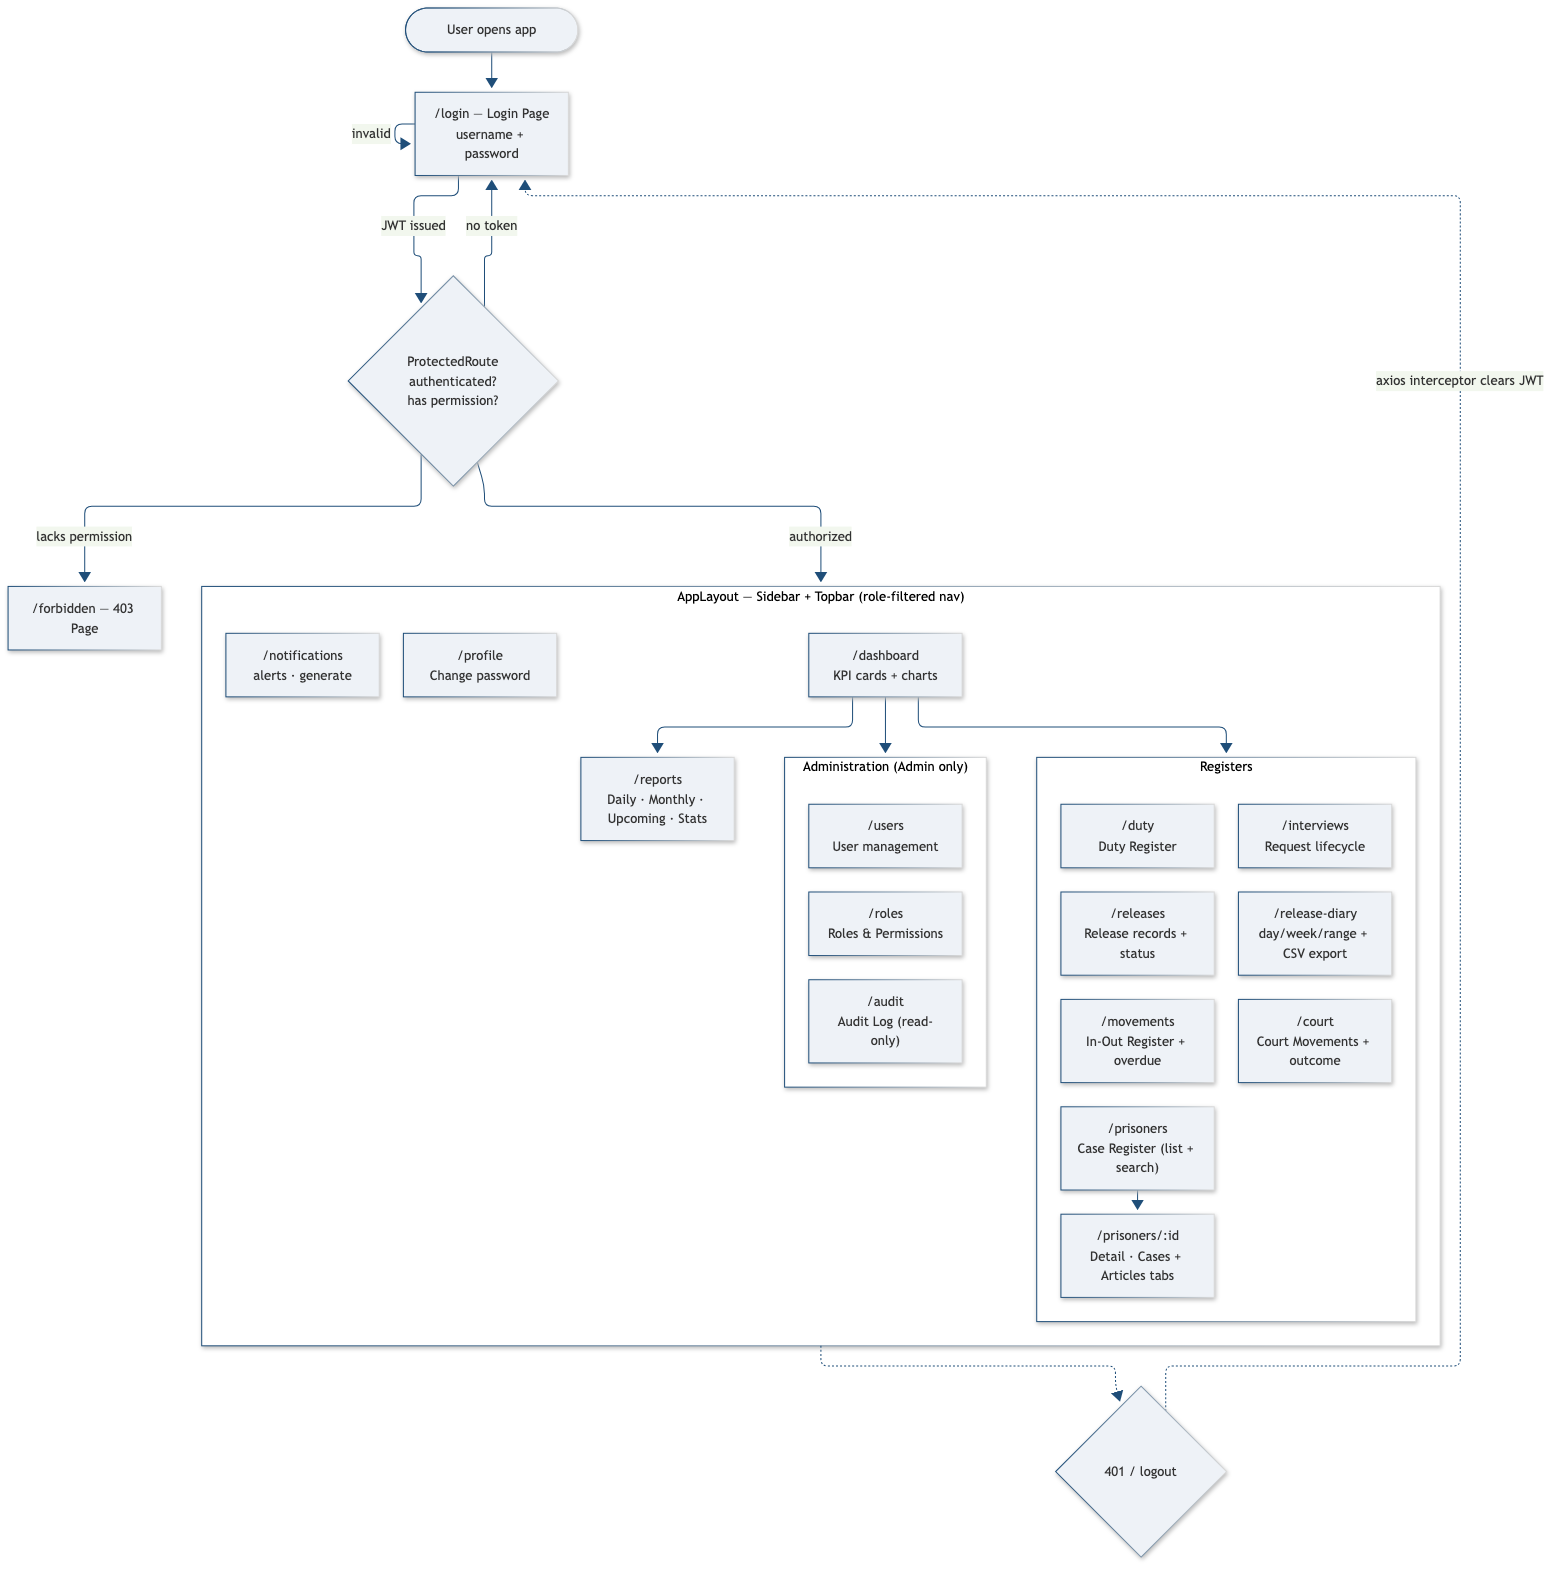 User opens app
/login — Login Page
username +
password
invalid
JWT issued
no token
ProtectedRoute
authenticated?
has permission?
axios interceptor clears JWT
lacks permission
authorized
/forbidden — 403
Page
AppLayout — Sidebar + Topbar (role-filtered nav)
/notifications
alerts · generate
/profile
Change password
/dashboard
KPI cards + charts
/reports
Daily · Monthly ·
Upcoming · Stats
Administration (Admin only)
/users
User management
/roles
Roles & Permissions
/audit
Audit Log (read-
only)
Registers
/duty
Duty Register
/interviews
Request lifecycle
/releases
Release records +
status
/release-diary
day/week/range +
CSV export
/movements
In-Out Register +
overdue
/court
Court Movements +
outcome
/prisoners
Case Register (list +
search)
/prisoners/:id
Detail · Cases +
Articles tabs
401 / logout